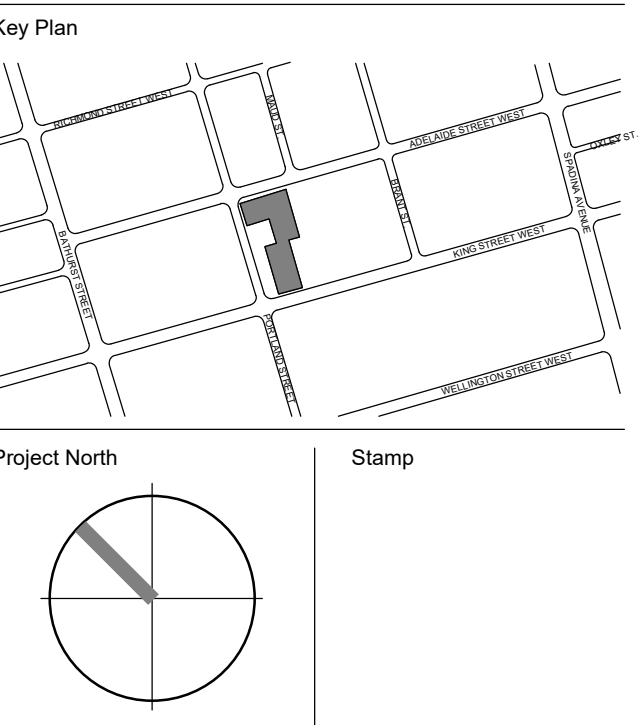 Key Plan
RICHMOND STREET WEST
MAUD ST
ADELAIDE STREET WEST
OXLEY ST.
SPADINA AVENUE
BRANT ST
KING STREET WEST
BATHURST STREET
PORTLAND STREET
WELLINGTON STREET WEST
Project North
Stamp